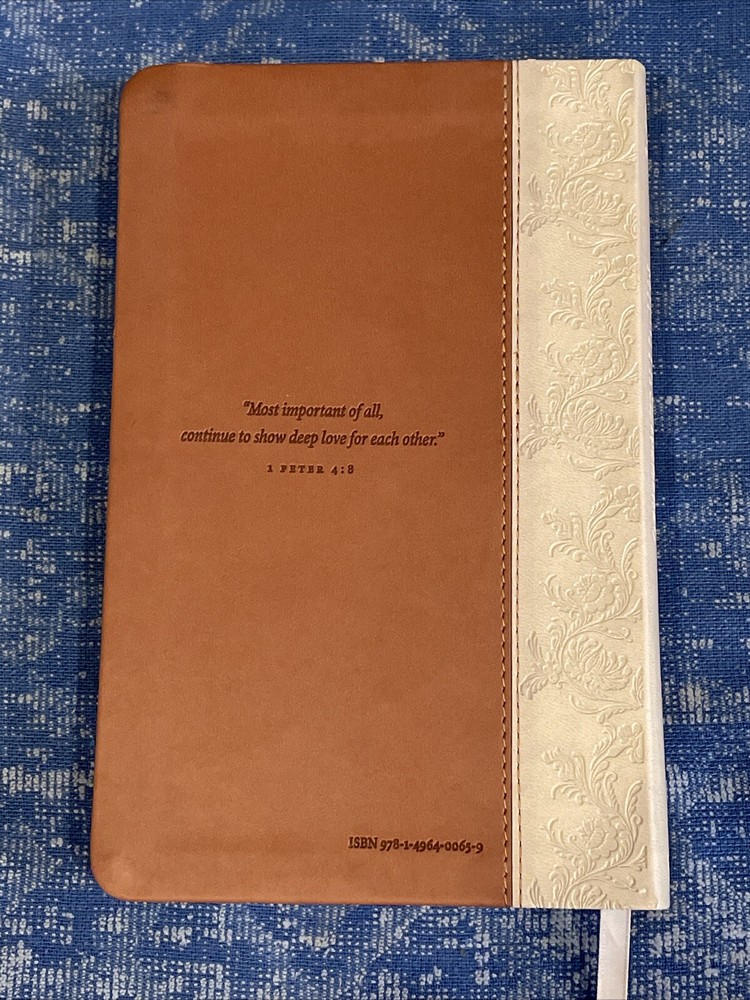 “Most important of all,
continue to show deep love for each other.”
1 PETER 4:8
ISBN 978-1-4964-0065-9